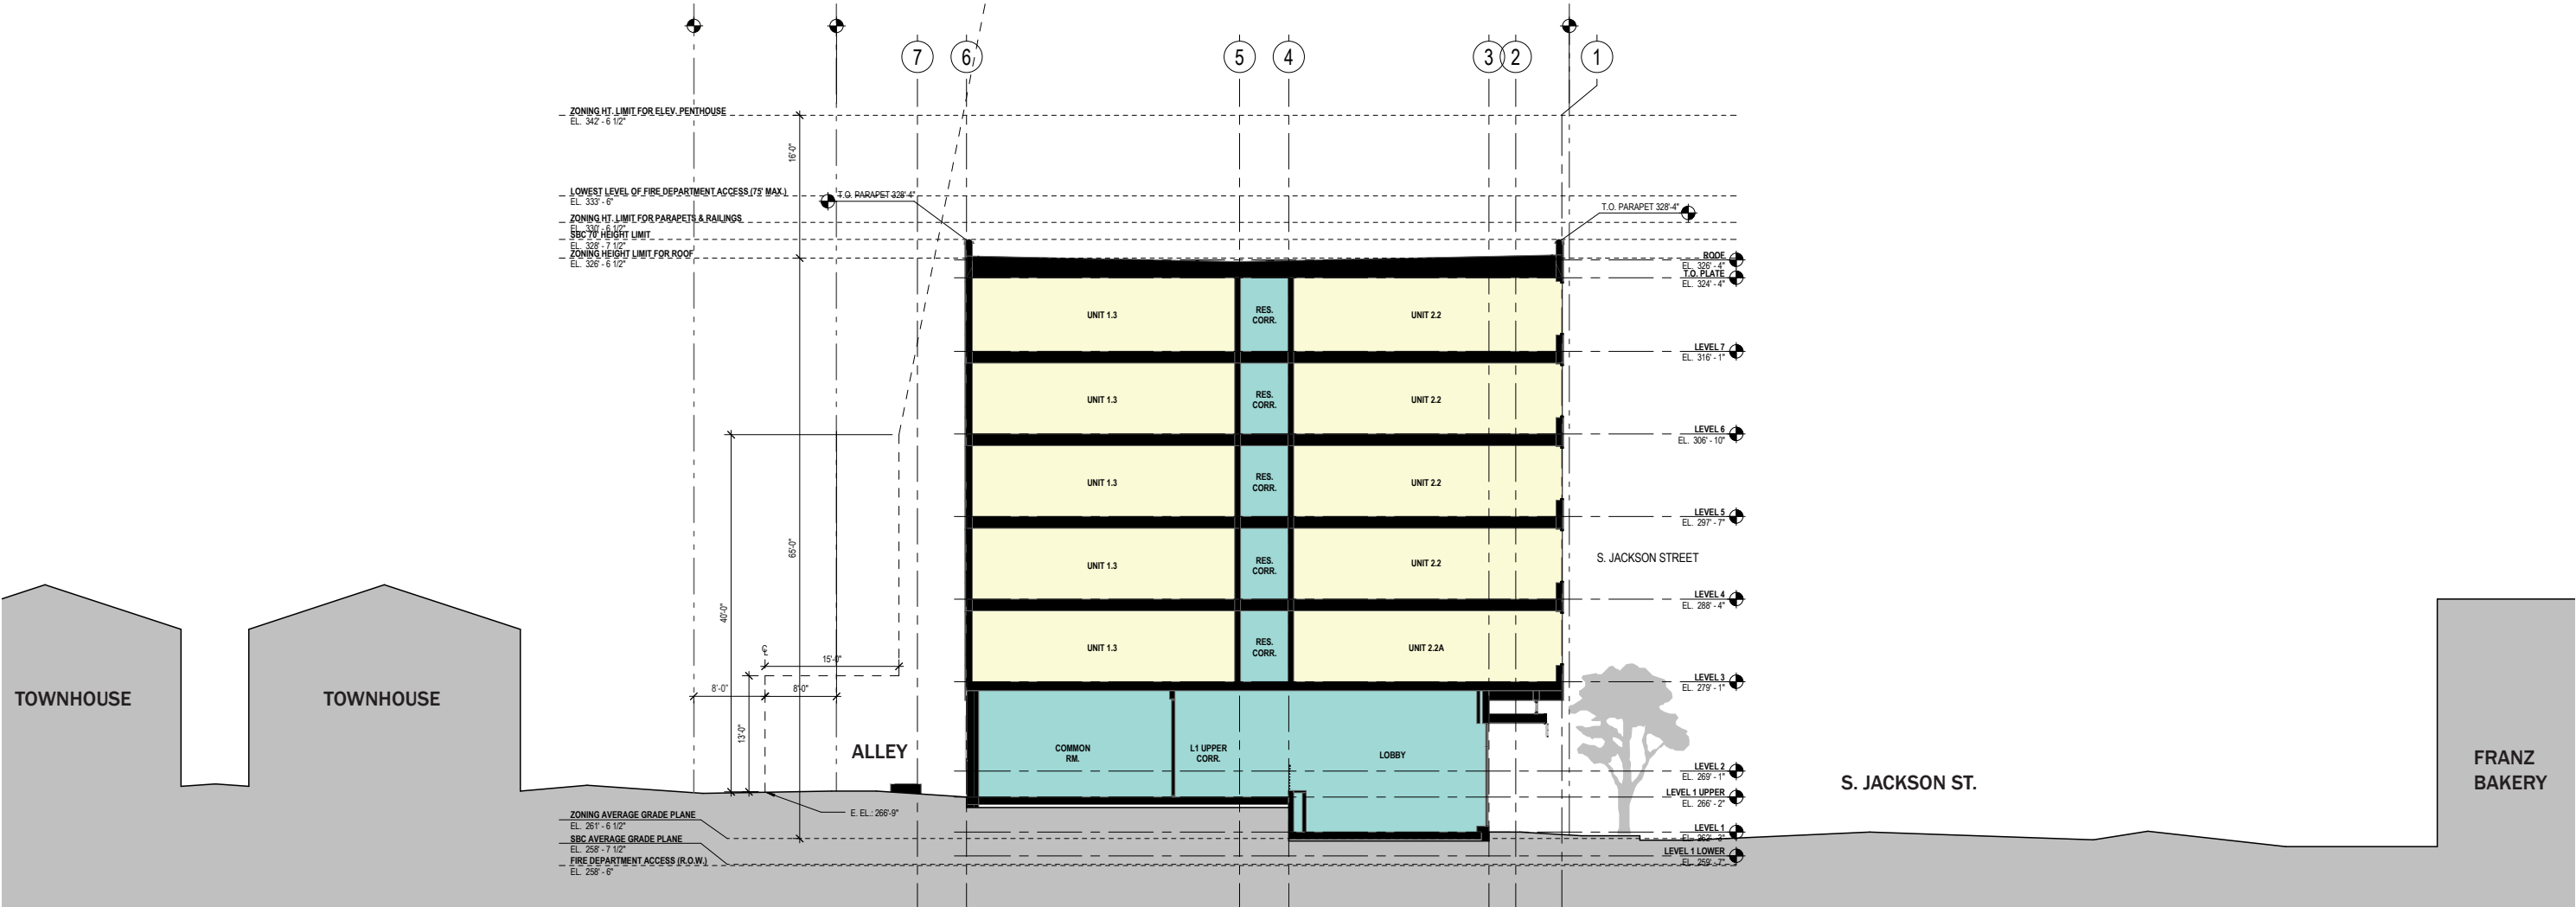 7
6
5
4
3
2
1
ZONING HT. LIMIT FOR ELEV. PENTHOUSE
EL. 342' - 6 1/2"
16'-0"
LOWEST LEVEL OF FIRE DEPARTMENT ACCESS (75' MAX.)
EL. 333' - 6"
T.O. PARAPET 328'-4"
T.O. PARAPET 328'-4"
ZONING HT. LIMIT FOR PARAPETS & RAILINGS
EL. 330' - 6 1/2"
SBC 70' HEIGHT LIMIT
EL. 328' - 7 1/2"
ZONING HEIGHT LIMIT FOR ROOF
EL. 326' - 6 1/2"
ROOF
EL. 326' - 4"
T.O. PLATE
EL. 324' - 4"
UNIT 1.3
RES.
CORR.
UNIT 2.2
LEVEL 7
EL. 316' - 1"
UNIT 1.3
RES.
CORR.
UNIT 2.2
LEVEL 6
EL. 306' - 10"
UNIT 1.3
RES.
CORR.
UNIT 2.2
LEVEL 5
EL. 297' - 7"
65'-0"
UNIT 1.3
RES.
CORR.
UNIT 2.2
S. JACKSON STREET
LEVEL 4
EL. 288' - 4"
40'-0"
UNIT 1.3
RES.
CORR.
UNIT 2.2A
LEVEL 3
EL. 279' - 1"
15'-0"
8'-0"
8'-0"
13'-0"
TOWNHOUSE
TOWNHOUSE
ALLEY
COMMON
RM.
L1 UPPER
CORR.
LOBBY
LEVEL 2
EL. 269' - 1"
LEVEL 1 UPPER
EL. 266' - 2"
S. JACKSON ST.
FRANZ
BAKERY
E. EL.: 266'-9"
ZONING AVERAGE GRADE PLANE
EL. 261' - 6 1/2"
SBC AVERAGE GRADE PLANE
EL. 258' - 7 1/2"
FIRE DEPARTMENT ACCESS (R.O.W.)
EL. 258' - 6"
LEVEL 1
EL. 262' - 3"
LEVEL 1 LOWER
EL. 259' - 7"